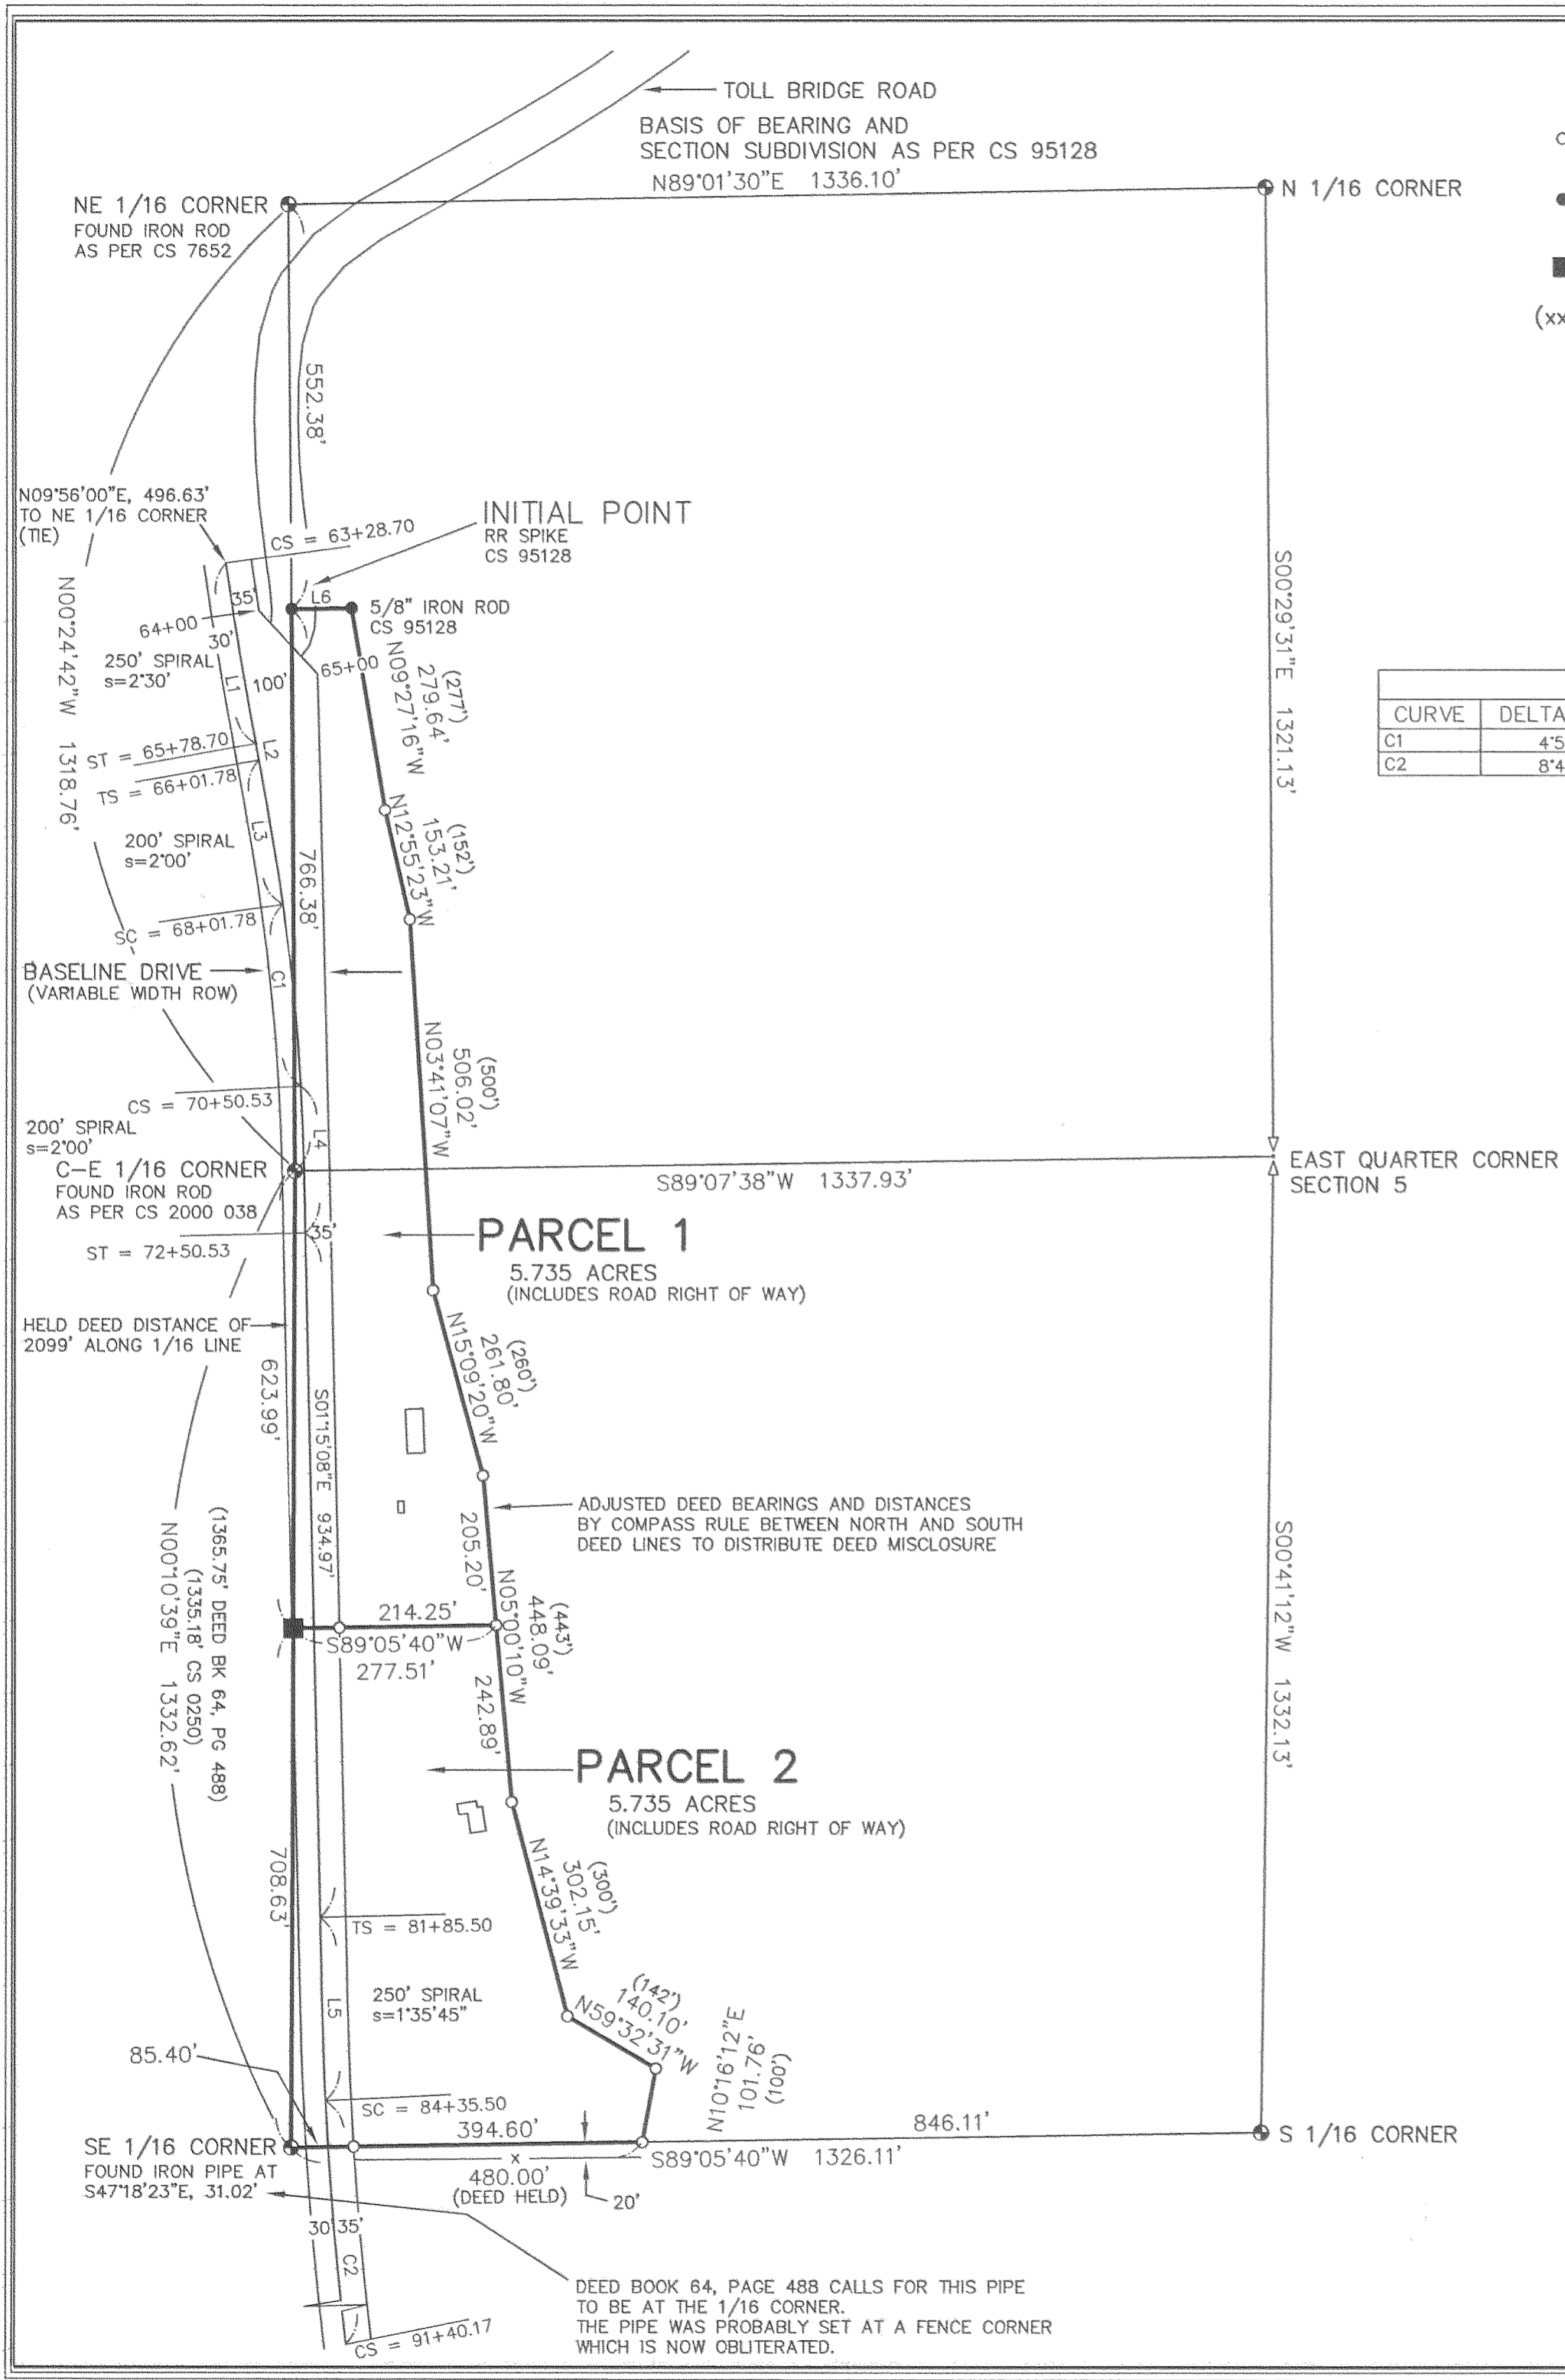 TOLL BRIDGE ROAD
BASIS OF BEARING AND
SECTION SUBDIVISION AS PER CS 95128
N89°01'30"E 1336.10'
NE 1/16 CORNER
FOUND IRON ROD
AS PER CS 7652
N 1/16 CORNER
(xx
552.38'
N09°56'00"E, 496.63'
TO NE 1/16 CORNER
(TIE)
CS = 63+28.70
INITIAL POINT
RR SPIKE
CS 95128
N00°24'42"W 1318.76'
S00°29'31"E 1321.13'
35'
L6
5/8" IRON ROD
CS 95128
64+00
30'
65+00
250' SPIRAL
s=2°30'
L1
100'
(277')
279.64'
N09°27'16"W
CURVE DELTA
C1 4°5
C2 8°4
ST = 65+78.70
L2
TS = 66+01.78
L3
200' SPIRAL
s=2°00'
766.38'
(152')
153.21'
N12°55'23"W
SC = 68+01.78
BASELINE DRIVE
(VARIABLE WIDTH ROW)
C1
(500')
506.02'
N03°41'07"W
CS = 70+50.53
200' SPIRAL
s=2°00'
L4
C-E 1/16 CORNER
FOUND IRON ROD
AS PER CS 2000 038
S89°07'38"W 1337.93'
EAST QUARTER CORNER
SECTION 5
ST = 72+50.53
35'
PARCEL 1
5.735 ACRES
(INCLUDES ROAD RIGHT OF WAY)
HELD DEED DISTANCE OF
2099' ALONG 1/16 LINE
(260')
261.80'
N15°09'20"W
623.99'
S01°15'08"E 934.97'
ADJUSTED DEED BEARINGS AND DISTANCES
BY COMPASS RULE BETWEEN NORTH AND SOUTH
DEED LINES TO DISTRIBUTE DEED MISCLOSURE
205.20'
(1365.75' DEED BK 64, PG 488)
(1335.18' CS 0250)
N00°10'39"E 1332.62'
S00°41'12"W 1332.13'
214.25'
S89°05'40"W
277.51'
(443')
448.09'
N05°00'10"W
242.89'
PARCEL 2
5.735 ACRES
(INCLUDES ROAD RIGHT OF WAY)
708.63'
(300')
302.15'
N14°39'33"W
TS = 81+85.50
250' SPIRAL
s=1°35'45"
L5
(142')
140.10'
N59°32'31"W
N10°16'12"E
101.76'
(100')
85.40'
SC = 84+35.50
394.60'
846.11'
SE 1/16 CORNER
FOUND IRON PIPE AT
S47°18'23"E, 31.02'
S 1/16 CORNER
S89°05'40"W 1326.11'
x
480.00'
(DEED HELD)
20'
30'
35'
C2
DEED BOOK 64, PAGE 488 CALLS FOR THIS PIPE
TO BE AT THE 1/16 CORNER.
THE PIPE WAS PROBABLY SET AT A FENCE CORNER
WHICH IS NOW OBLITERATED.
CS = 91+40.17